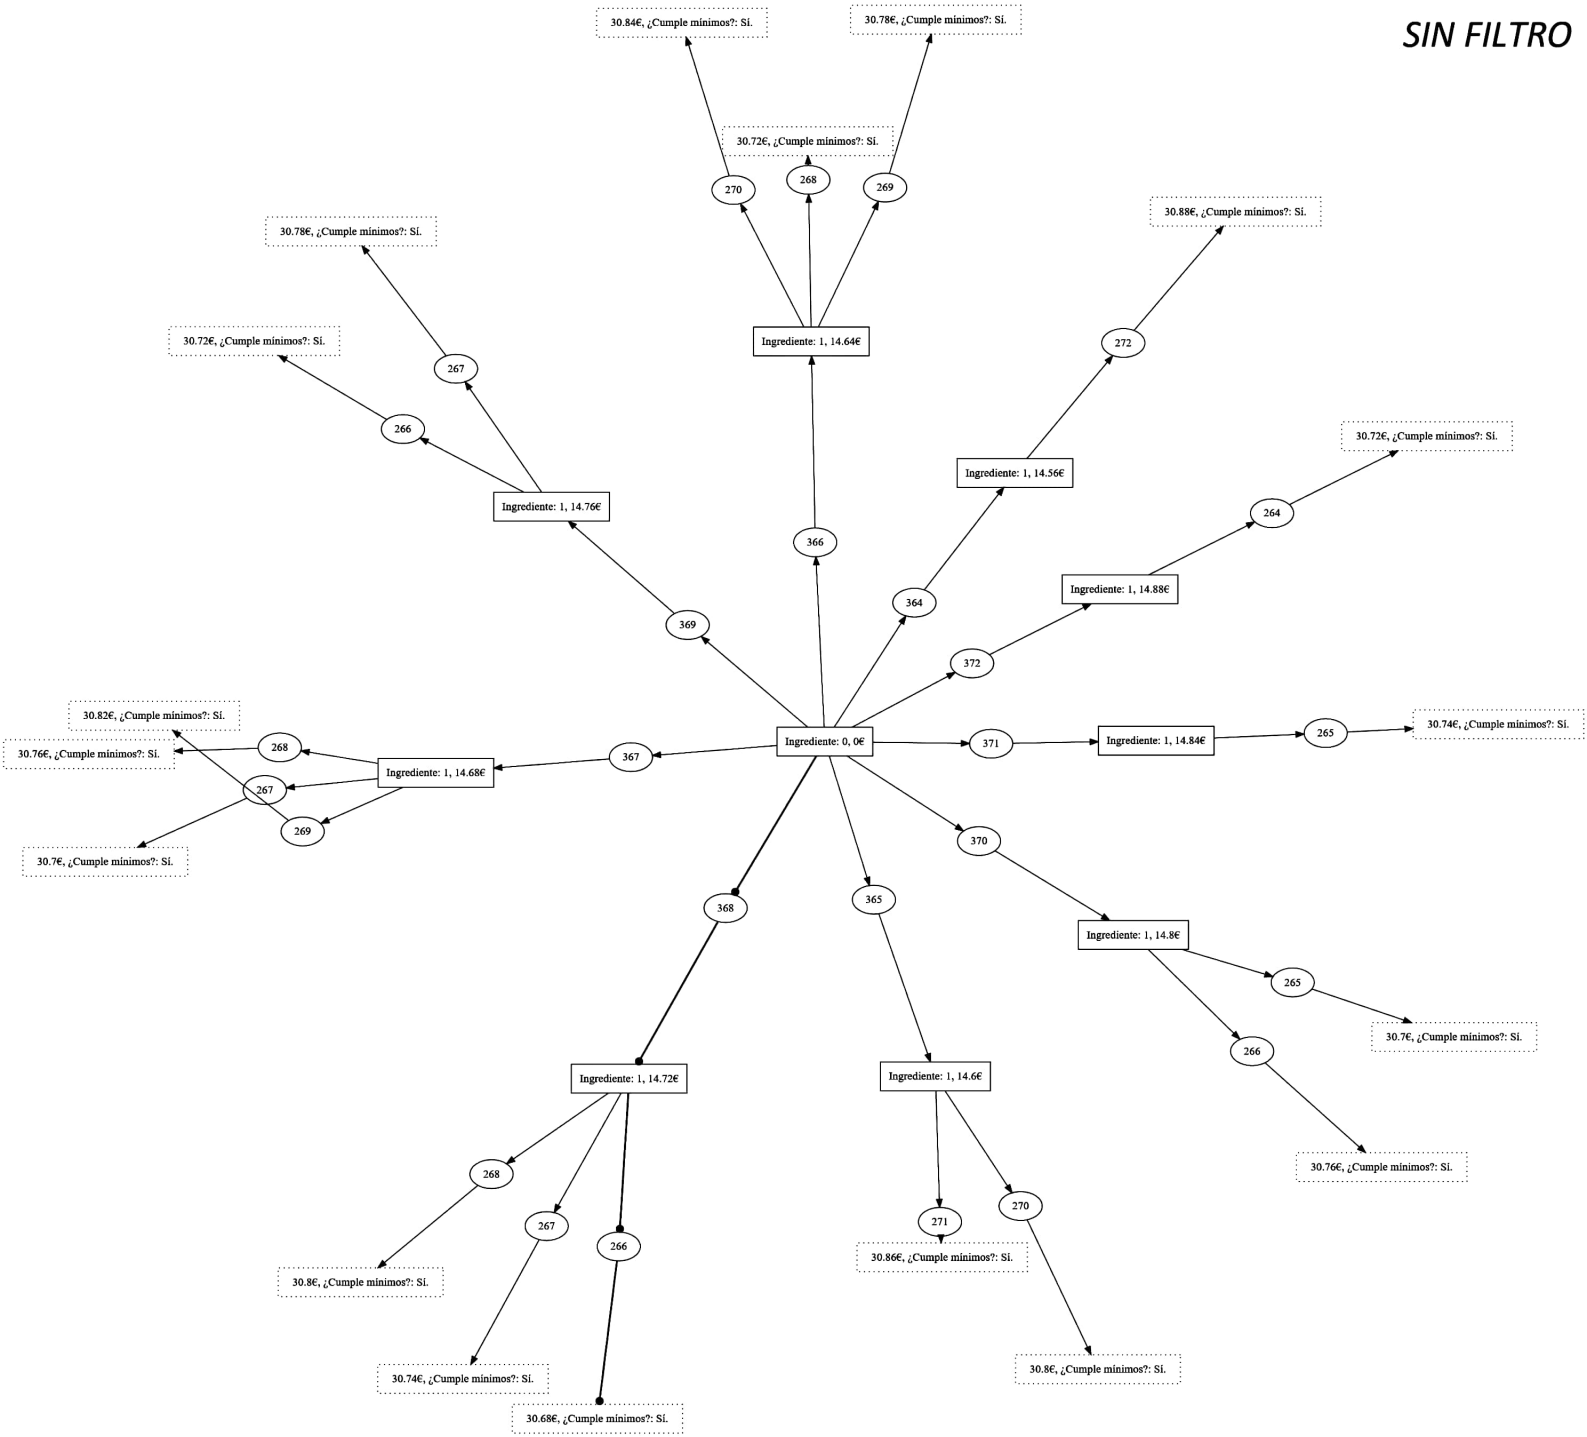 SIN FILTRO
30.84€, ¿Cumple mínimos?: Sí.
30.78€, ¿Cumple mínimos?: Sí.
30.72€, ¿Cumple mínimos?: Sí.
270
268
269
30.88€, ¿Cumple mínimos?: Sí.
30.78€, ¿Cumple mínimos?: Sí.
30.72€, ¿Cumple mínimos?: Sí.
Ingrediente: 1, 14.64€
272
267
266
30.72€, ¿Cumple mínimos?: Sí.
Ingrediente: 1, 14.56€
Ingrediente: 1, 14.76€
264
366
Ingrediente: 1, 14.88€
364
369
372
30.82€, ¿Cumple mínimos?: Sí.
30.74€, ¿Cumple mínimos?: Sí.
265
Ingrediente: 0, 0€
371
Ingrediente: 1, 14.84€
268
30.76€, ¿Cumple mínimos?: Sí.
367
Ingrediente: 1, 14.68€
267
269
370
30.7€, ¿Cumple mínimos?: Sí.
365
368
Ingrediente: 1, 14.8€
265
30.7€, ¿Cumple mínimos?: Sí.
266
Ingrediente: 1, 14.72€
Ingrediente: 1, 14.6€
30.76€, ¿Cumple mínimos?: Sí.
268
270
271
267
266
30.86€, ¿Cumple mínimos?: Sí.
30.8€, ¿Cumple mínimos?: Sí.
30.8€, ¿Cumple mínimos?: Sí.
30.74€, ¿Cumple mínimos?: Sí.
30.68€, ¿Cumple mínimos?: Sí.